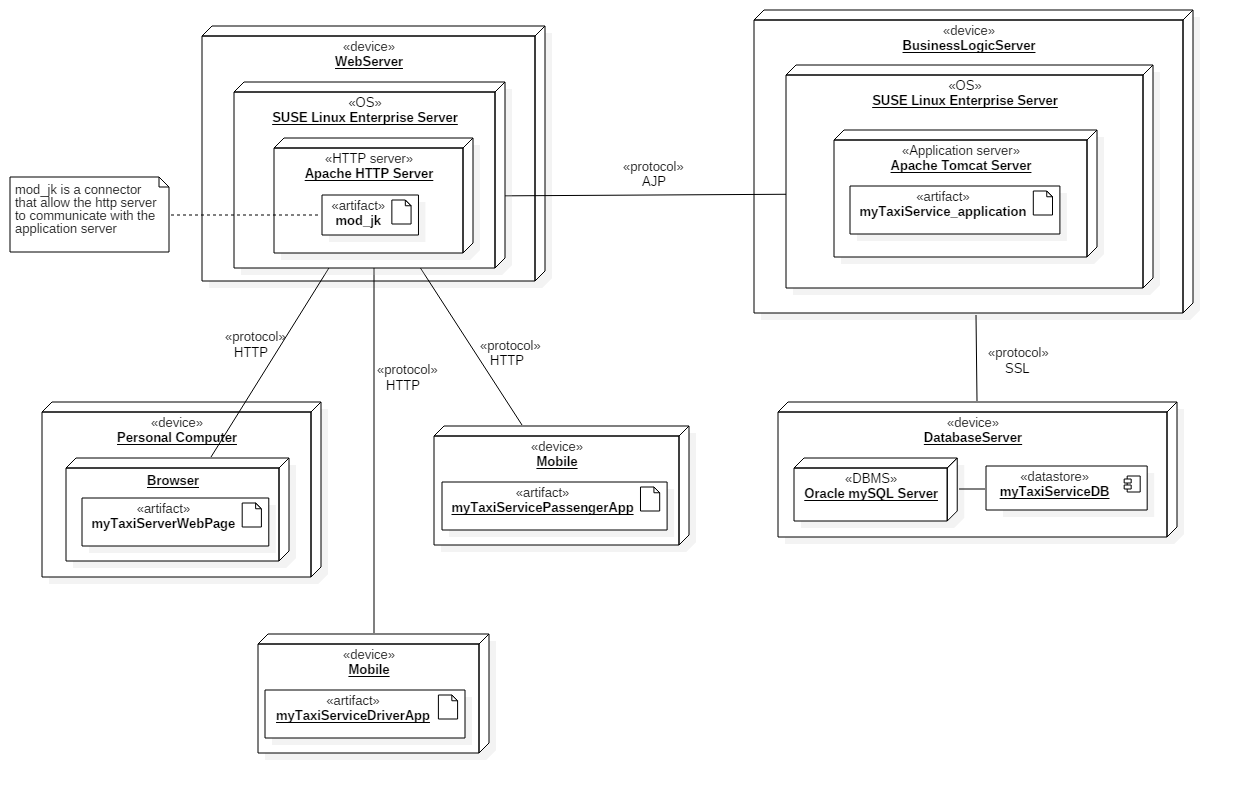 «device»
WebServer
«OS»
SUSE Linux Enterprise Server
«HTTP server»
Apache HTTP Server
«artifact»
mod_jk
mod_jk is a connector
that allow the http server
to communicate with the
application server
«protocol»
AJP
«device»
BusinessLogicServer
«OS»
SUSE Linux Enterprise Server
«Application server»
Apache Tomcat Server
«artifact»
myTaxiService_application
«protocol»
HTTP
«protocol»
HTTP
«protocol»
HTTP
«protocol»
SSL
«device»
Personal Computer
Browser
«artifact»
myTaxiServerWebPage
«device»
Mobile
«artifact»
myTaxiServicePassengerApp
«device»
DatabaseServer
«DBMS»
Oracle mySQL Server
«datastore»
myTaxiServiceDB
«device»
Mobile
«artifact»
myTaxiServiceDriverApp